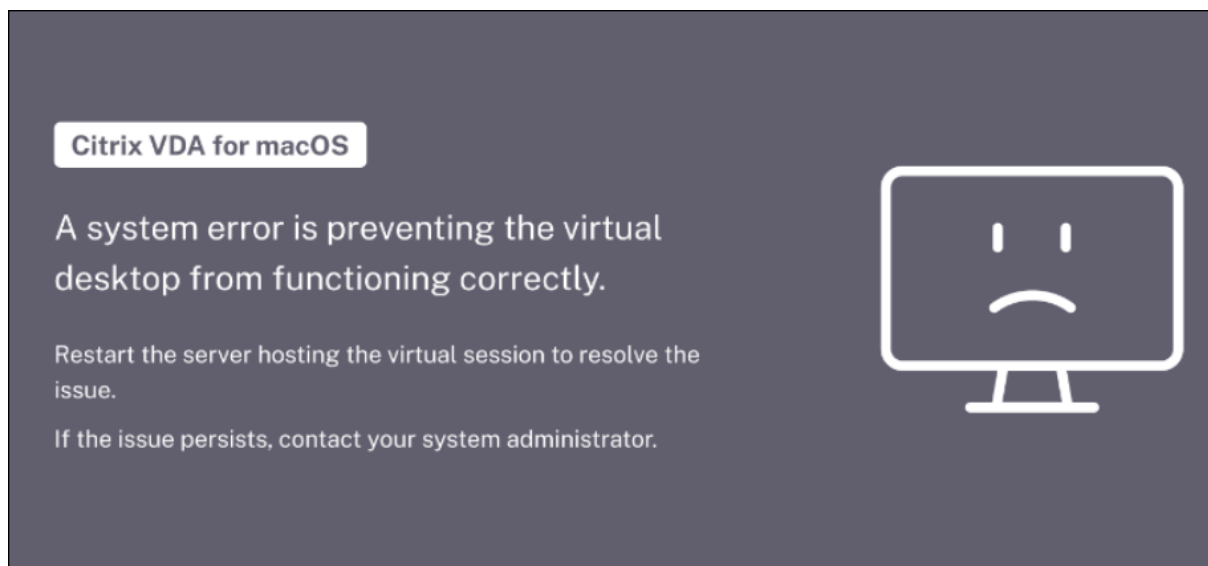 Citrix VDA for macOS
A system error is preventing the virtual
desktop from functioning correctly.
Restart the server hosting the virtual session to resolve the
issue.
If the issue persists, contact your system administrator.